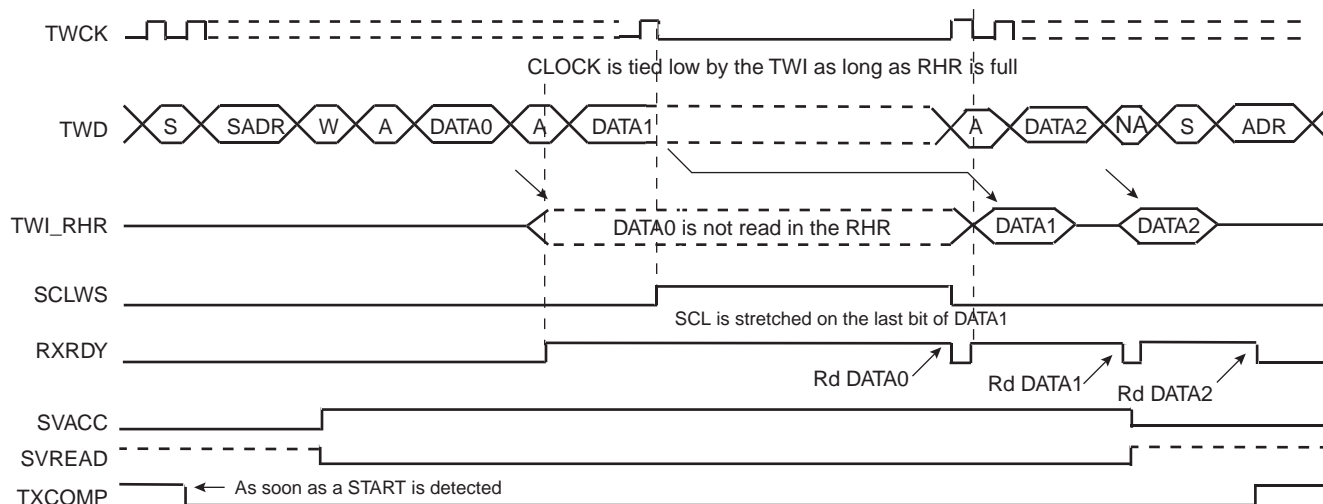 TWCK
CLOCK is tied low by the TWI as long as RHR is full
TWD S SADR W A DATA0 A DATA1 A DATA2 NA S ADR
TWI_RHR DATA0 is not read in the RHR DATA1 DATA2
SCLWS
SCL is stretched on the last bit of DATA1
RXRDY
Rd DATA0 Rd DATA1 Rd DATA2
SVACC
SVREAD
TXCOMP As soon as a START is detected